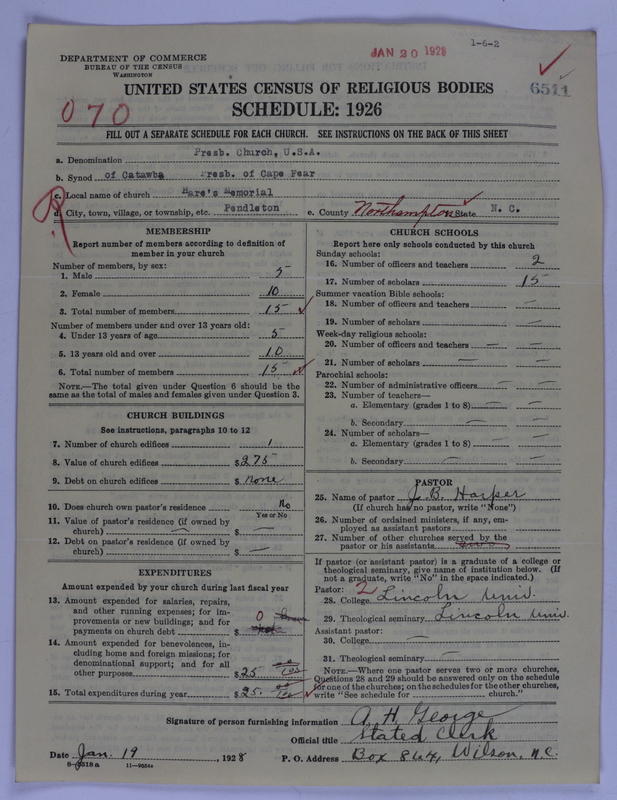 JAN 20 1928
1-6-2
DEPARTMENT OF COMMERCE
BUREAU OF THE CENSUS
WASHINGTON
UNITED STATES CENSUS OF RELIGIOUS BODIES
6511
070
SCHEDULE: 1926
FILL OUT A SEPARATE SCHEDULE FOR EACH CHURCH. SEE INSTRUCTIONS ON THE BACK OF THIS SHEET
a. Denomination Presb. Church, U.S.A.
b. Synod of Catawba Presb. of Cape Fear
c. Local name of church Hare's Memorial
d. City, town, village, or township, etc. Pendleton e. County Northampton State N. C.
MEMBERSHIP
Report number of members according to definition of
member in your church
Number of members, by sex:
1. Male 5
2. Female 10
3. Total number of members 15
Number of members under and over 13 years old:
4. Under 13 years of age 5
5. 13 years old and over 10
6. Total number of members 15
NOTE.—The total given under Question 6 should be the
same as the total of males and females given under Question 3.
CHURCH BUILDINGS
See instructions, paragraphs 10 to 12
7. Number of church edifices 1
8. Value of church edifices $275
9. Debt on church edifices $ none
10. Does church own pastor's residence No
Yes or No
11. Value of pastor's residence (if owned by
church) — $ —
12. Debt on pastor's residence (if owned by
church) $ —
EXPENDITURES
Amount expended by your church during last fiscal year
13. Amount expended for salaries, repairs,
and other running expenses; for im-
provements or new buildings; and for
payments on church debt $ 0
14. Amount expended for benevolences, in-
cluding home and foreign missions; for
denominational support; and for all
other purposes $25 00/100
15. Total expenditures during year $25. 00/100
CHURCH SCHOOLS
Report here only schools conducted by this church
Sunday schools:
16. Number of officers and teachers 2
17. Number of scholars 15
Summer vacation Bible schools:
18. Number of officers and teachers —
19. Number of scholars —
Week-day religious schools:
20. Number of officers and teachers — —
21. Number of scholars — —
Parochial schools:
22. Number of administrative officers — —
23. Number of teachers—
a. Elementary (grades 1 to 8) — —
b. Secondary — —
24. Number of scholars—
a. Elementary (grades 1 to 8) — —
b. Secondary — —
PASTOR
25. Name of pastor J. B. Harper
(If church has no pastor, write "None")
26. Number of ordained ministers, if any, em-
ployed as assistant pastors
27. Number of other churches served by the
pastor or his assistants
If pastor (or assistant pastor) is a graduate of a college or
theological seminary, give name of institution below. (If
not a graduate, write "No" in the space indicated.)
Pastor: 2
28. College Lincoln Univ.
29. Theological seminary Lincoln Univ.
Assistant pastor:
30. College —
31. Theological seminary —
NOTE.—Where one pastor serves two or more churches,
Questions 28 and 29 should be answered only on the schedule
for one of the churches; on the schedules for the other churches,
write "See schedule for church."
Signature of person furnishing information A. H. George
Official title Stated Clerk
Date Jan. 19, 1928 P. O. Address Box 864, Wilson, N.C.
8-5518a 11-9054a